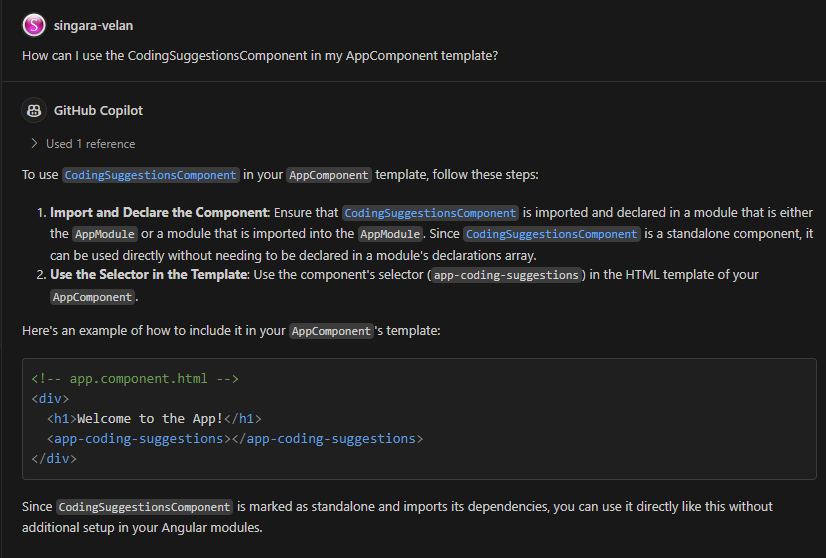 S
singara-velan
How can I use the CodingSuggestionsComponent in my AppComponent template?
GitHub Copilot
Used 1 reference
To use CodingSuggestionsComponent in your AppComponent template, follow these steps:
1. Import and Declare the Component: Ensure that CodingSuggestionsComponent is imported and declared in a module that is either
the AppModule or a module that is imported into the AppModule. Since CodingSuggestionsComponent is a standalone component, it
can be used directly without needing to be declared in a module's declarations array.
2. Use the Selector in the Template: Use the component's selector (app-coding-suggestions) in the HTML template of your
AppComponent.
Here's an example of how to include it in your AppComponent's template:
<!-- app.component.html -->
<div>
  <h1>Welcome to the App!</h1>
  <app-coding-suggestions></app-coding-suggestions>
</div>
Since CodingSuggestionsComponent is marked as standalone and imports its dependencies, you can use it directly like this without
additional setup in your Angular modules.